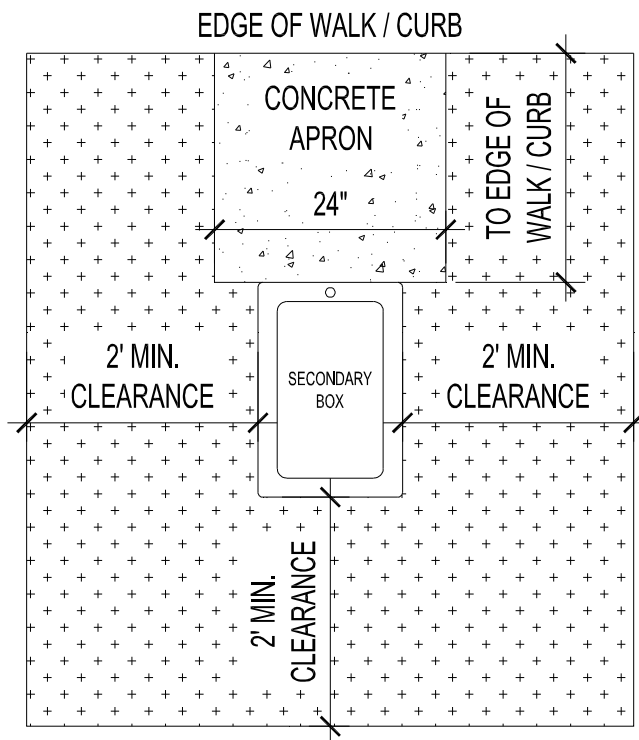 EDGE OF WALK / CURB
CONCRETE
APRON
24"
TO EDGE OF
WALK / CURB
2' MIN.
CLEARANCE
SECONDARY
BOX
2' MIN.
CLEARANCE
2' MIN.
CLEARANCE